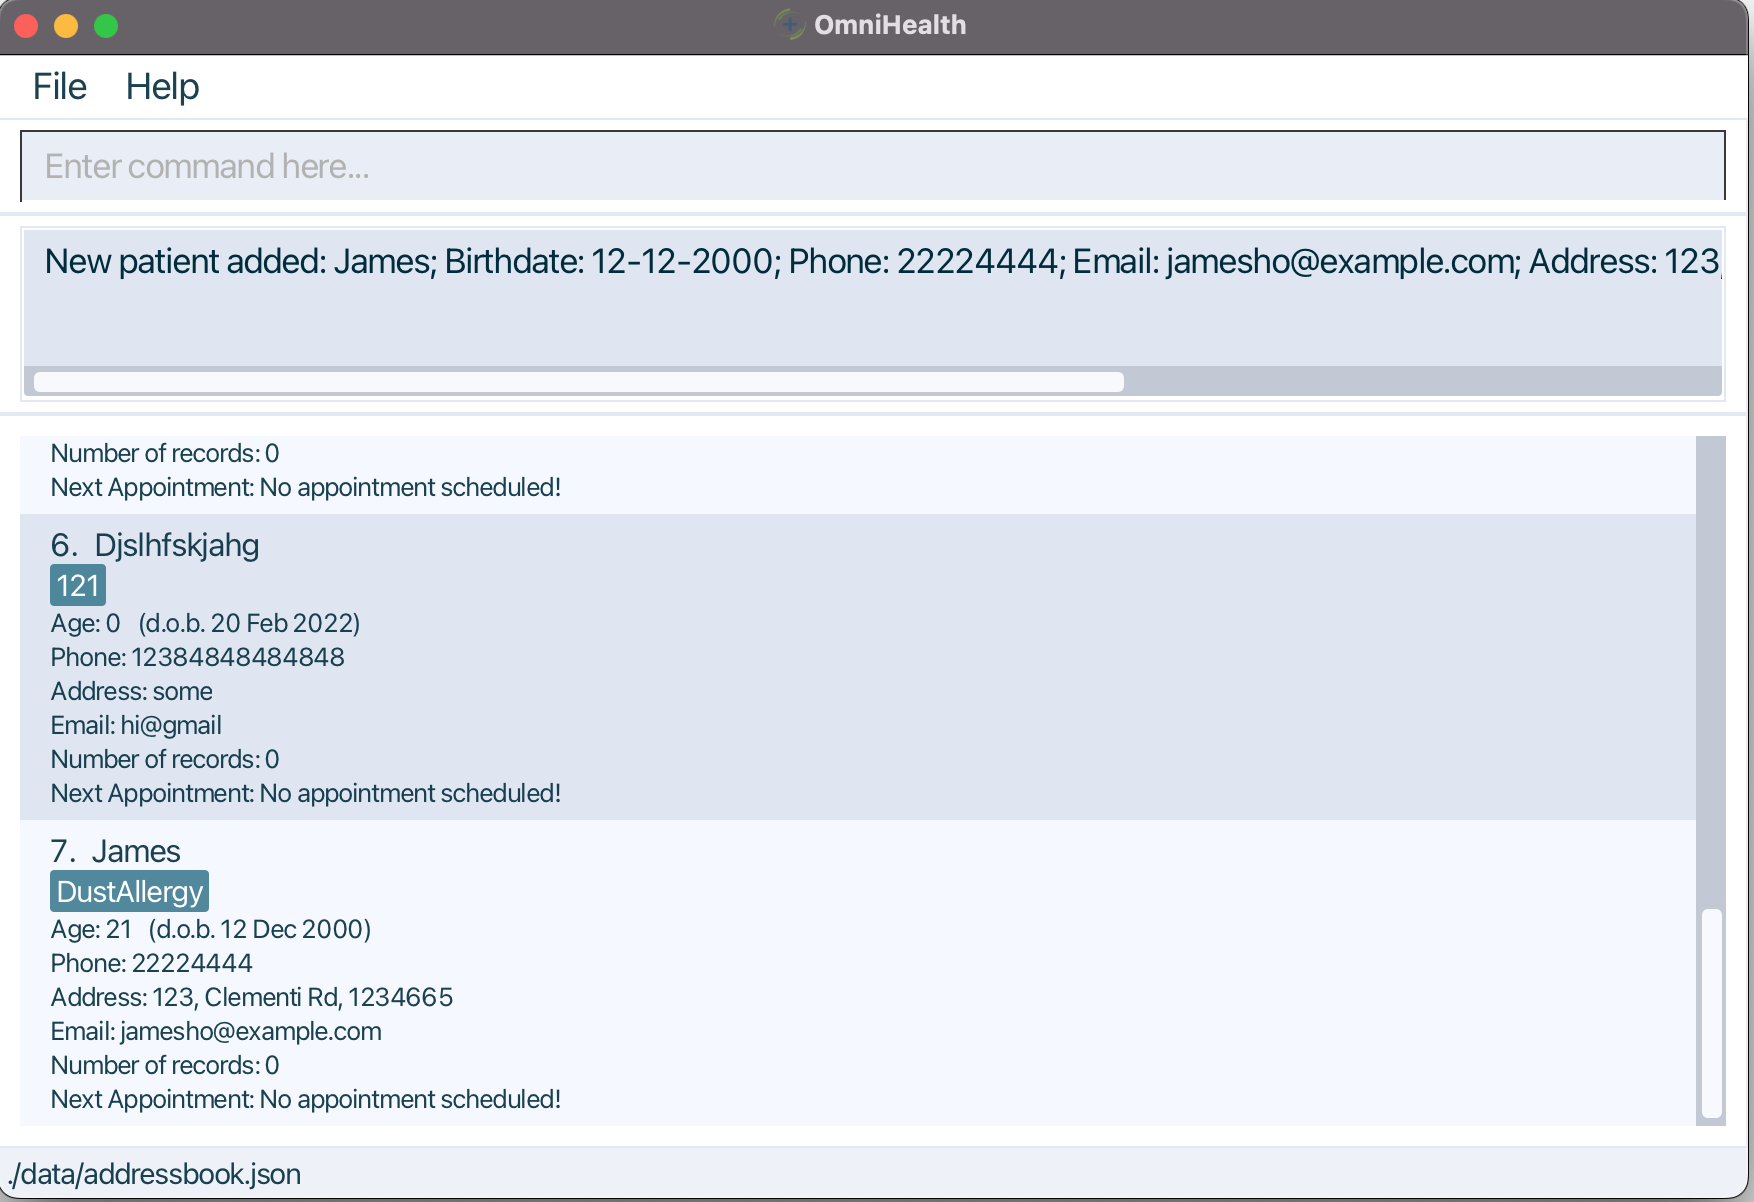 OmniHealth
File Help
Enter command here...
New patient added: James; Birthdate: 12-12-2000; Phone: 22224444; Email: jamesho@example.com; Address: 123,
Number of records: 0
Next Appointment: No appointment scheduled!
6. Djslhfskjahg
121
Age: 0 (d.o.b. 20 Feb 2022)
Phone: 12384848484848
Address: some
Email: hi@gmail
Number of records: 0
Next Appointment: No appointment scheduled!
7. James
DustAllergy
Age: 21 (d.o.b. 12 Dec 2000)
Phone: 22224444
Address: 123, Clementi Rd, 1234665
Email: jamesho@example.com
Number of records: 0
Next Appointment: No appointment scheduled!
./data/addressbook.json